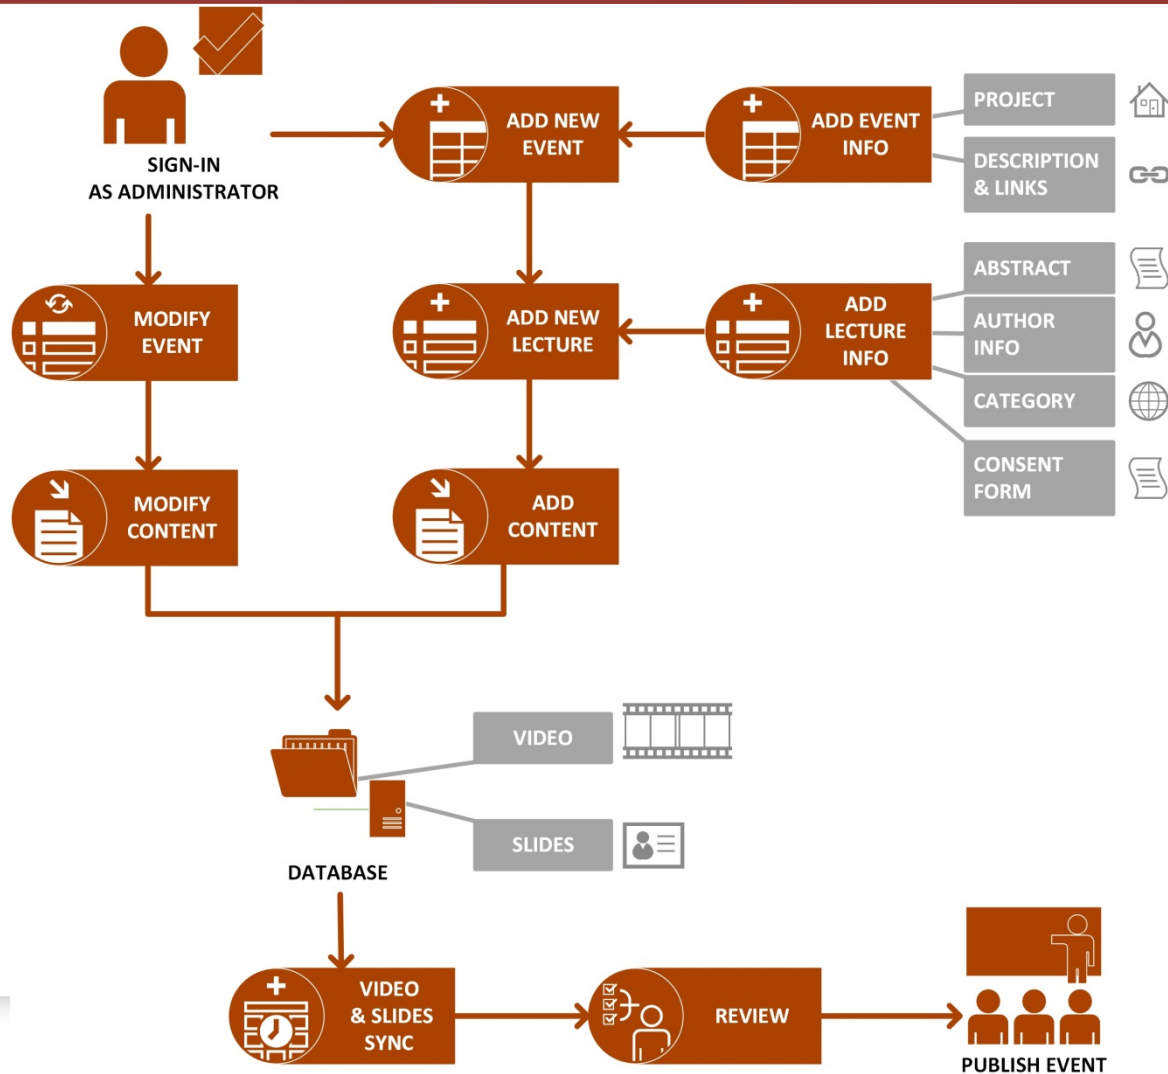 SIGN-IN
AS ADMINISTRATOR
ADD NEW
EVENT
ADD EVENT
INFO
PROJECT
DESCRIPTION
& LINKS
MODIFY
EVENT
ADD NEW
LECTURE
ADD
LECTURE
INFO
ABSTRACT
AUTHOR
INFO
CATEGORY
CONSENT
FORM
MODIFY
CONTENT
ADD
CONTENT
VIDEO
SLIDES
DATABASE
VIDEO
& SLIDES
SYNC
REVIEW
PUBLISH EVENT